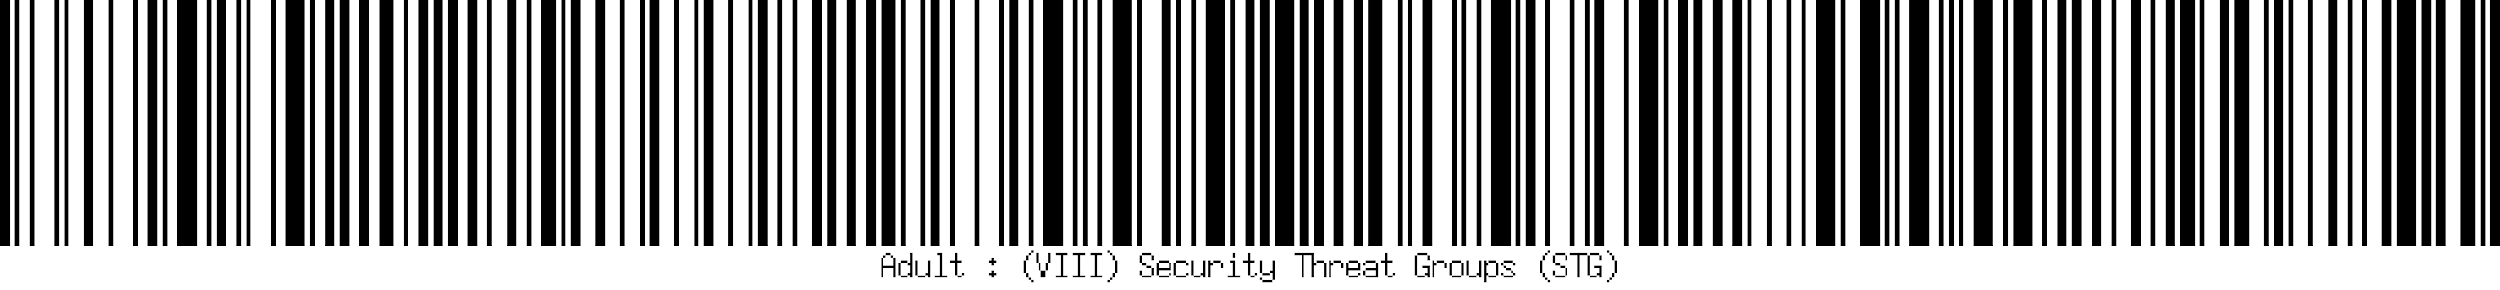 Adult : (VIII) Security Threat Groups (STG)